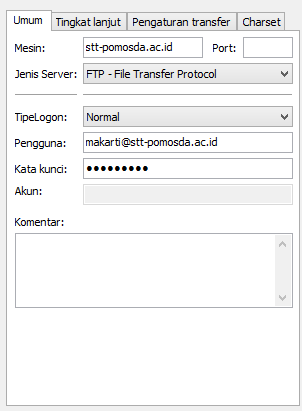 Umum Tingkat lanjut Pengaturan transfer Charset
Mesin: stt-pomosda.ac.id Port:
Jenis Server: FTP - File Transfer Protocol
TipeLogon: Normal
Pengguna: makarti@stt-pomosda.ac.id
Kata kunci: ●●●●●●●●●
Akun:
Komentar: